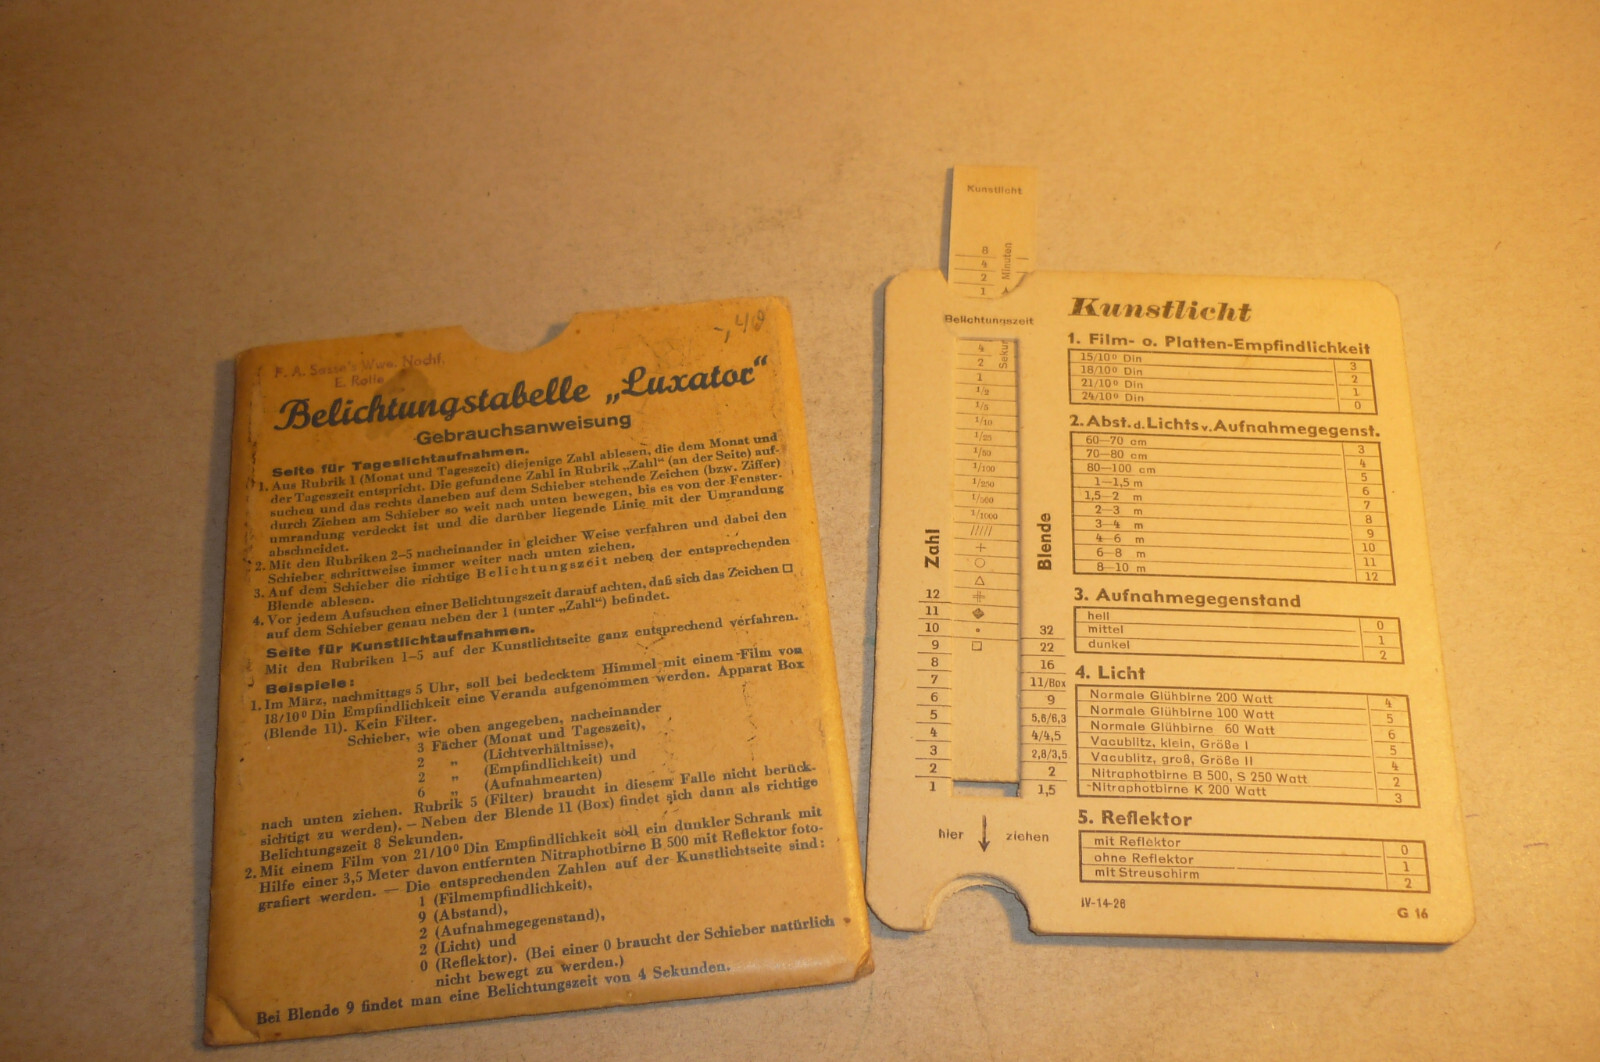 -,40
F. A. Sasse's Wwe. Nachf.
E. Rolle
Belichtungstabelle „Luxator“
Gebrauchsanweisung
Seite für Tageslichtaufnahmen.
1. Aus Rubrik 1 (Monat und Tageszeit) diejenige Zahl ablesen, die dem Monat und
der Tageszeit entspricht. Die gefundene Zahl in Rubrik „Zahl“ (an der Seite) auf-
suchen und das rechts daneben auf dem Schieber stehende Zeichen (bzw. Ziffer)
durch Ziehen am Schieber so weit nach unten bewegen, bis es von der Fenster-
umrandung verdeckt ist und die darüber liegende Linie mit der Umrandung
abschneidet.
2. Mit den Rubriken 2–5 nacheinander in gleicher Weise verfahren und dabei den
Schieber schrittweise immer weiter nach unten ziehen.
3. Auf dem Schieber die richtige Belichtungszeit neben der entsprechenden
Blende ablesen.
4. Vor jedem Aufsuchen einer Belichtungszeit darauf achten, daß sich das Zeichen □
auf dem Schieber genau neben der 1 (unter „Zahl“) befindet.
Seite für Kunstlichtaufnahmen.
Mit den Rubriken 1–5 auf der Kunstlichtseite ganz entsprechend verfahren.
Beispiele:
1. Im März, nachmittags 5 Uhr, soll bei bedecktem Himmel mit einem Film von
18/10° Din Empfindlichkeit eine Veranda aufgenommen werden. Apparat Box
(Blende 11). Kein Filter.
Schieber, wie oben angegeben, nacheinander
3 Fächer (Monat und Tageszeit),
2 „ (Lichtverhältnisse),
2 „ (Empfindlichkeit) und
6 „ (Aufnahmearten)
nach unten ziehen. Rubrik 5 (Filter) braucht in diesem Falle nicht berück-
sichtigt zu werden). – Neben der Blende 11 (Box) findet sich dann als richtige
Belichtungszeit 8 Sekunden.
2. Mit einem Film von 21/10° Din Empfindlichkeit soll ein dunkler Schrank mit
Hilfe einer 3,5 Meter davon entfernten Nitraphotbirne B 500 mit Reflektor foto-
grafiert werden. — Die entsprechenden Zahlen auf der Kunstlichtseite sind:
1 (Filmempfindlichkeit),
9 (Abstand),
2 (Aufnahmegegenstand),
2 (Licht) und
0 (Reflektor). (Bei einer 0 braucht der Schieber natürlich
nicht bewegt zu werden.)
Bei Blende 9 findet man eine Belichtungszeit von 4 Sekunden.
Kunstlicht
8
4
2
1
Minuten
Belichtungszeit
4
2
1
1/2
1/5
1/10
1/25
1/50
1/100
1/250
1/500
1/1000
/////
+
○
△
□
Zahl
12
11
10
9
8
7
6
5
4
3
2
1
Blende
32
22
16
11/Box
9
5,6/6,3
4/4,5
2,8/3,5
2
1,5
hier ziehen
Kunstlicht
1. Film- o. Platten-Empfindlichkeit
15/10° Din 3
18/10° Din 2
21/10° Din 1
24/10° Din 0
2. Abst. d. Lichts v. Aufnahmegegenst.
60—70 cm 3
70—80 cm 4
80—100 cm 5
1—1,5 m 6
1,5—2 m 7
2—3 m 8
3—4 m 9
4—6 m 10
6—8 m 11
8—10 m 12
3. Aufnahmegegenstand
hell 0
mittel 1
dunkel 2
4. Licht
Normale Glühbirne 200 Watt 4
Normale Glühbirne 100 Watt 5
Normale Glühbirne 60 Watt 6
Vacublitz, klein, Größe I 5
Vacublitz, groß, Größe II 4
Nitraphotbirne B 500, S 250 Watt 2
Nitraphotbirne K 200 Watt 3
5. Reflektor
mit Reflektor 0
ohne Reflektor 1
mit Streuschirm 2
IV-14-26
G 16